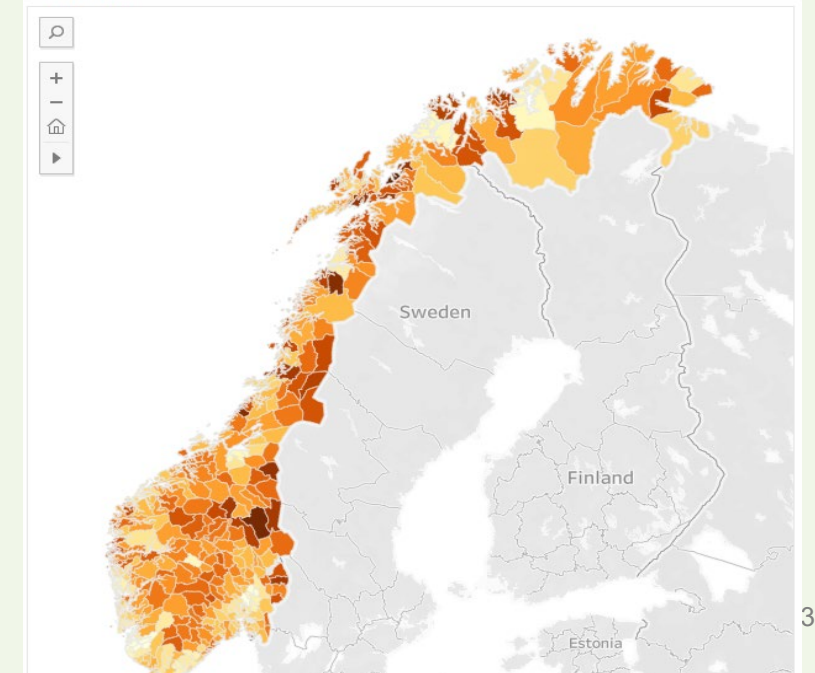 +
−
Sweden
Finland
3
Estonia